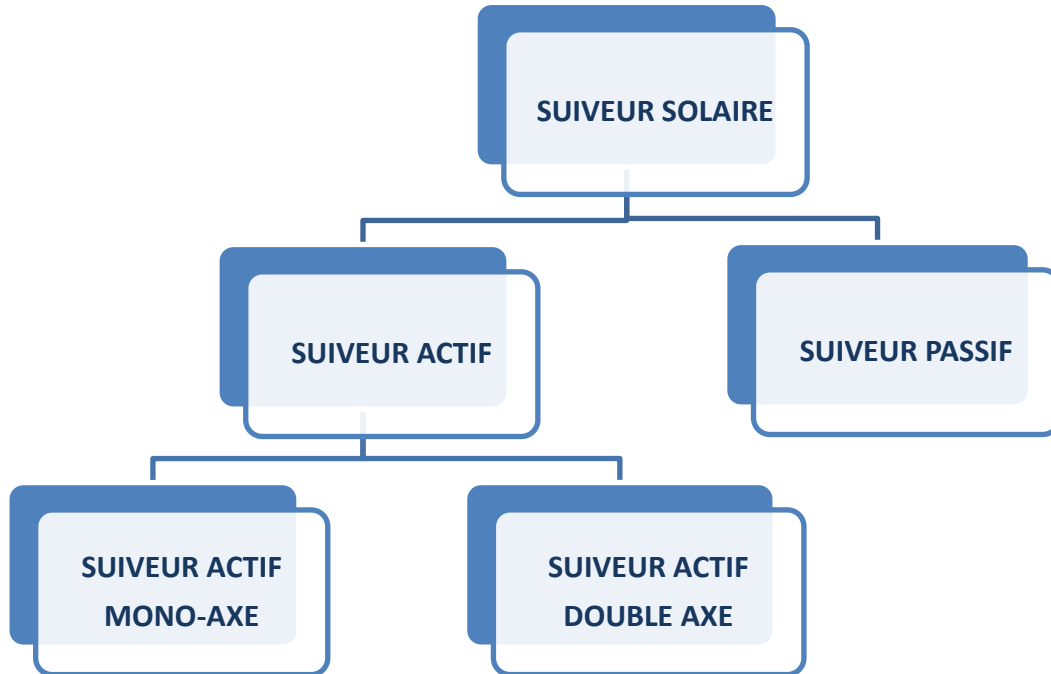 SUIVEUR SOLAIRE
SUIVEUR ACTIF
SUIVEUR PASSIF
SUIVEUR ACTIF
MONO-AXE
SUIVEUR ACTIF
DOUBLE AXE